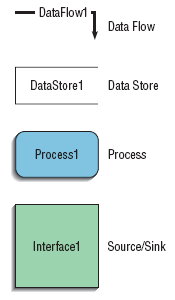 DataFlow1
Data Flow
DataStore1 Data Store
Process1 Process
Interface1 Source/Sink